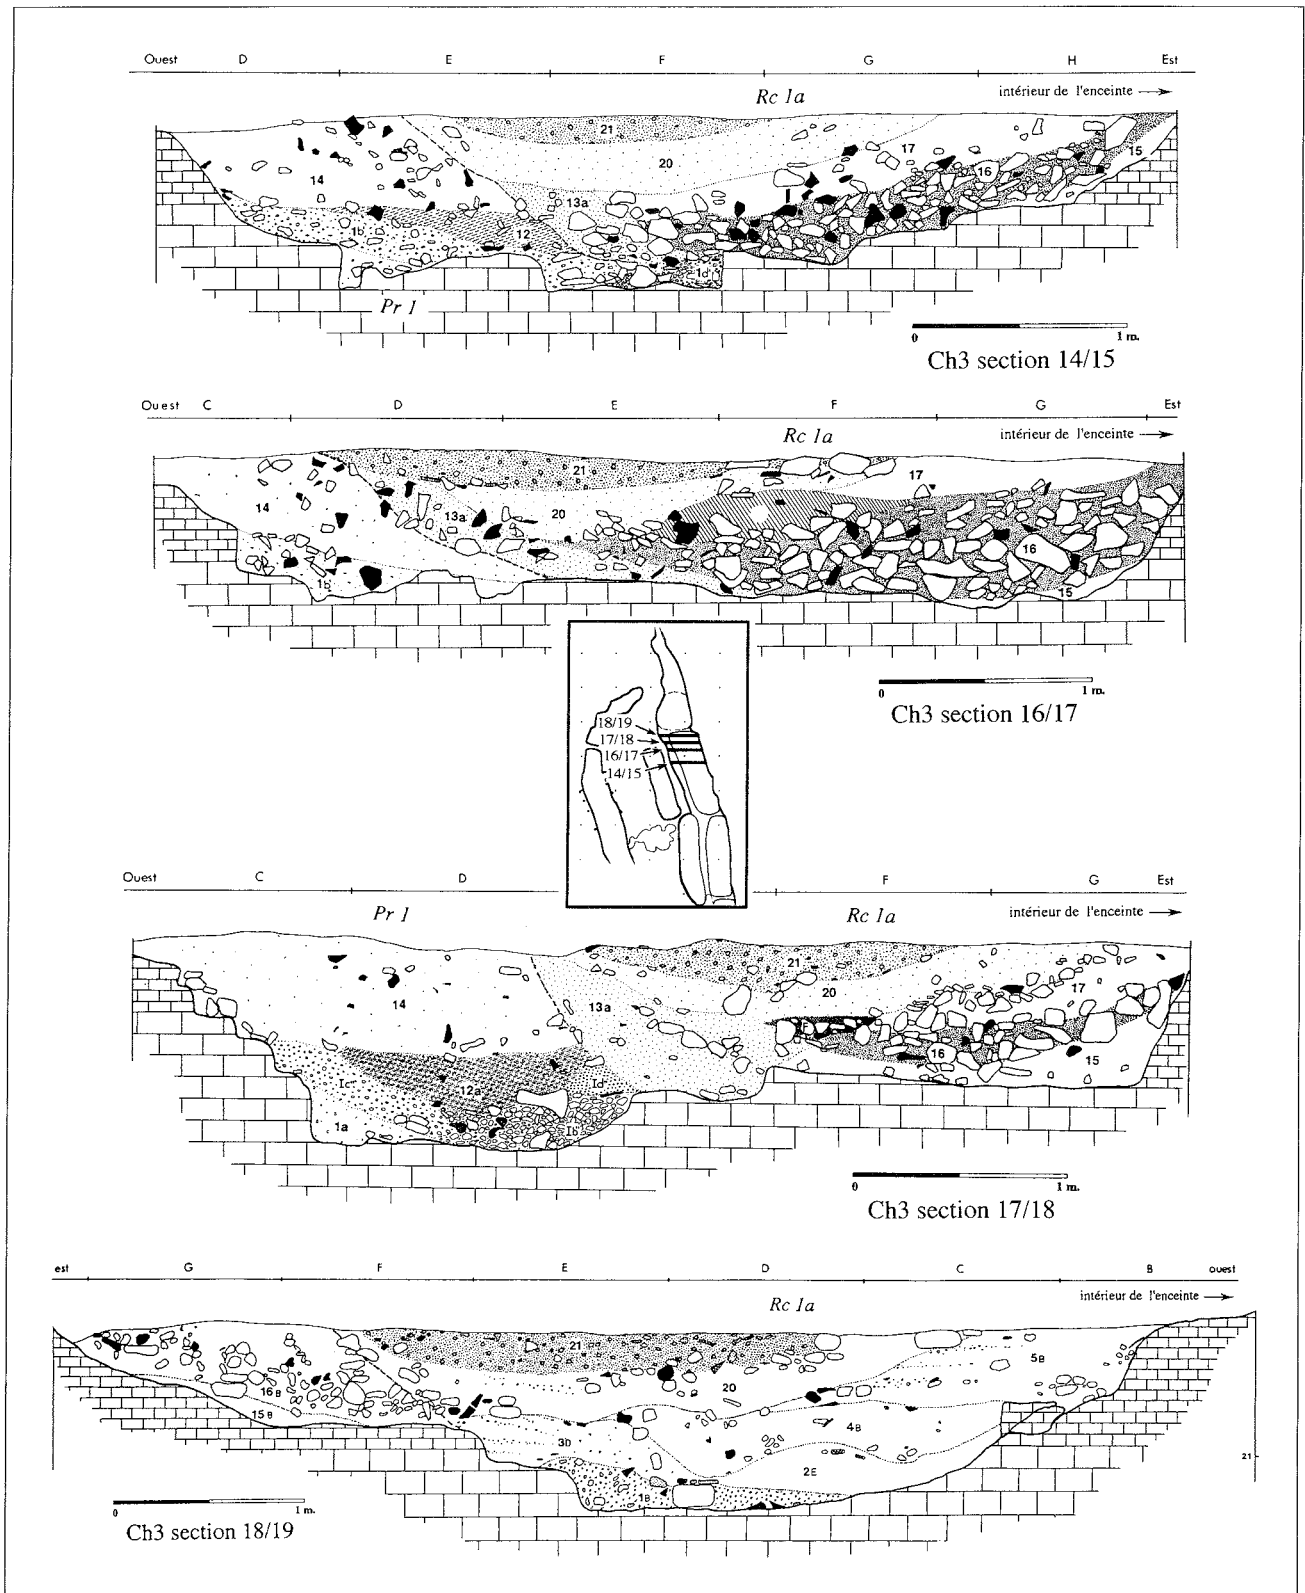 Ouest D E F G H Est
Rc 1a intérieur de l'enceinte
21
20
17
15
16
14
13a
1b 12
1d
Pr 1
0 1 m.
Ch3 section 14/15
Ouest C D E F G Est
Rc 1a intérieur de l'enceinte
21
17
14
13a 20
16
1b
15
0 1 m.
Ch3 section 16/17
18/19
17/18
16/17
14/15
Ouest C D F G Est
Pr 1 Rc 1a intérieur de l'enceinte
21
20 17
14 13a
F
16 15
Ic 12a Id
1a Ib
0 1 m.
Ch3 section 17/18
est G F E D C B ouest
Rc 1a intérieur de l'enceinte
21
5B
20
16B
15B
4B
3b
2E
21
1B
0 1 m.
Ch3 section 18/19